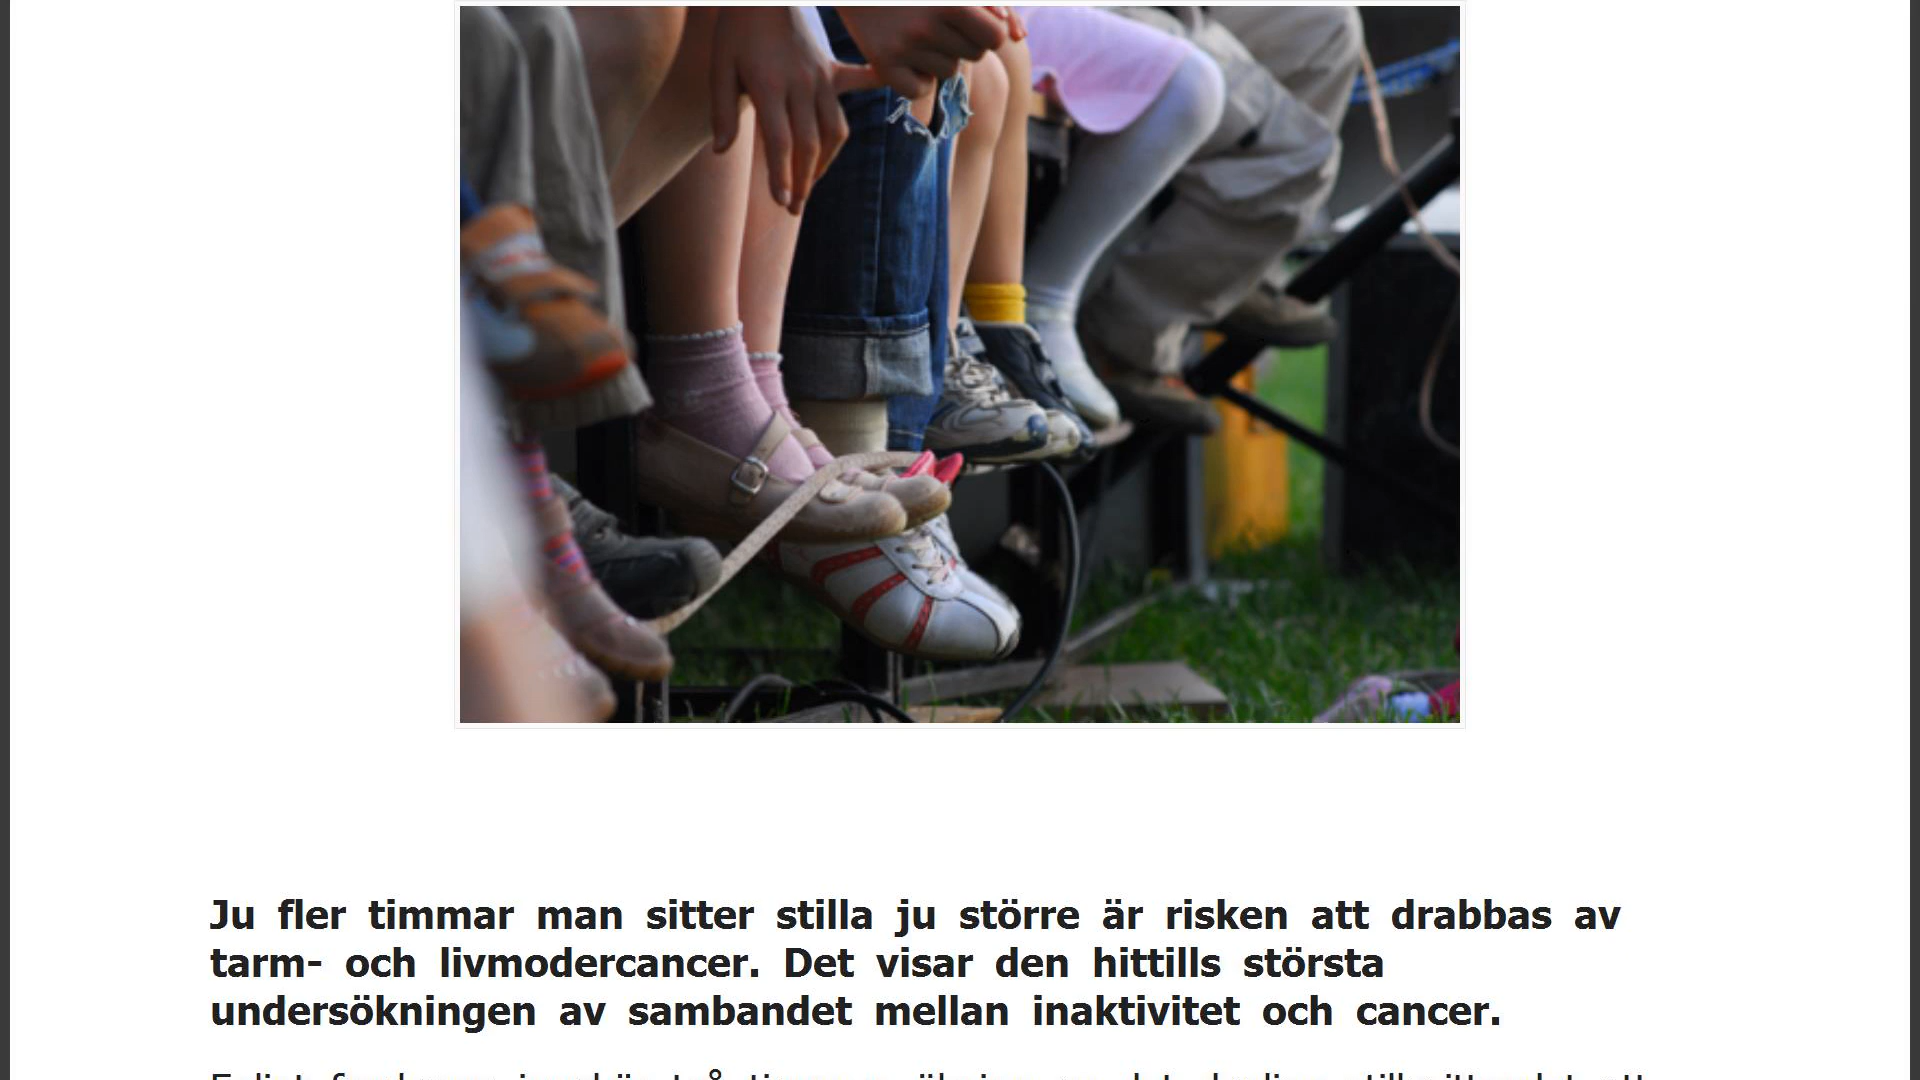 Ju fler timmar man sitter stilla ju större är risken att drabbas av
tarm- och livmodercancer. Det visar den hittills största
undersökningen av sambandet mellan inaktivitet och cancer.